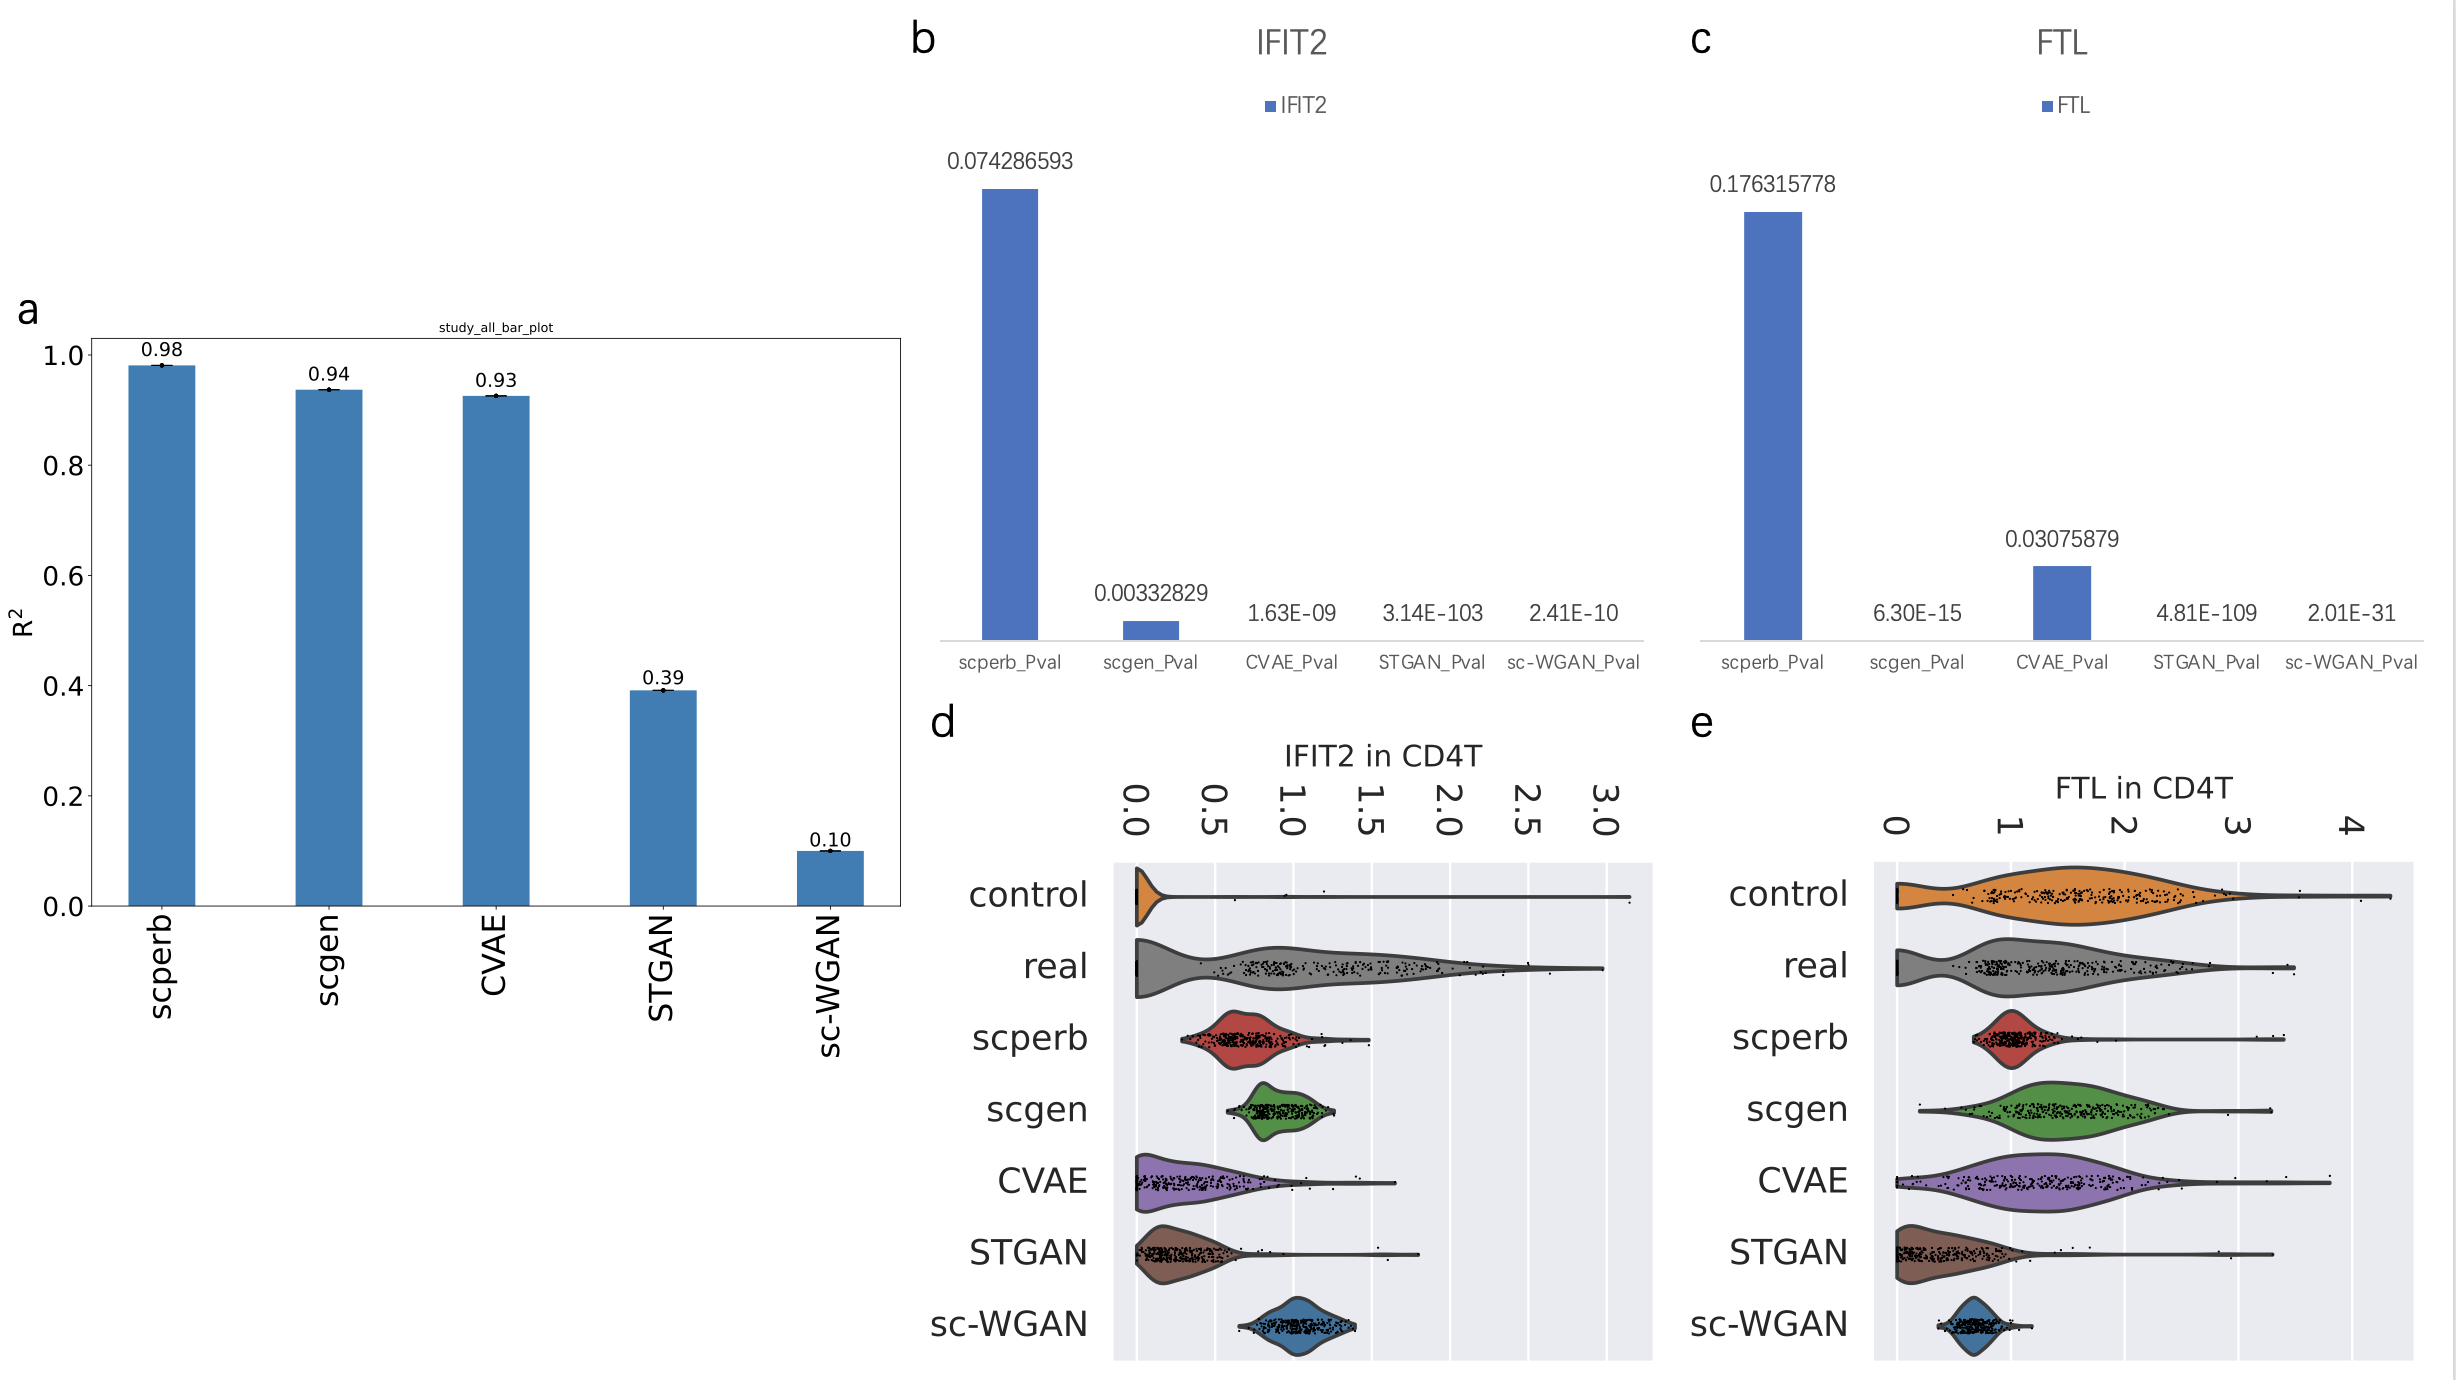 a
study_all_bar_plot
R²
1.0
0.8
0.6
0.4
0.2
0.0
0.98
0.94
0.93
0.39
0.10
scperb
scgen
CVAE
STGAN
sc-WGAN
b
IFIT2
IFIT2
0.074286593
0.00332829
1.63E-09
3.14E-103
2.41E-10
scperb_Pval
scgen_Pval
CVAE_Pval
STGAN_Pval
sc-WGAN_Pval
c
FTL
FTL
0.176315778
6.30E-15
0.03075879
4.81E-109
2.01E-31
scperb_Pval
scgen_Pval
CVAE_Pval
STGAN_Pval
sc-WGAN_Pval
d
IFIT2 in CD4T
0.0
0.5
1.0
1.5
2.0
2.5
3.0
control
real
scperb
scgen
CVAE
STGAN
sc-WGAN
e
FTL in CD4T
0
1
2
3
4
control
real
scperb
scgen
CVAE
STGAN
sc-WGAN